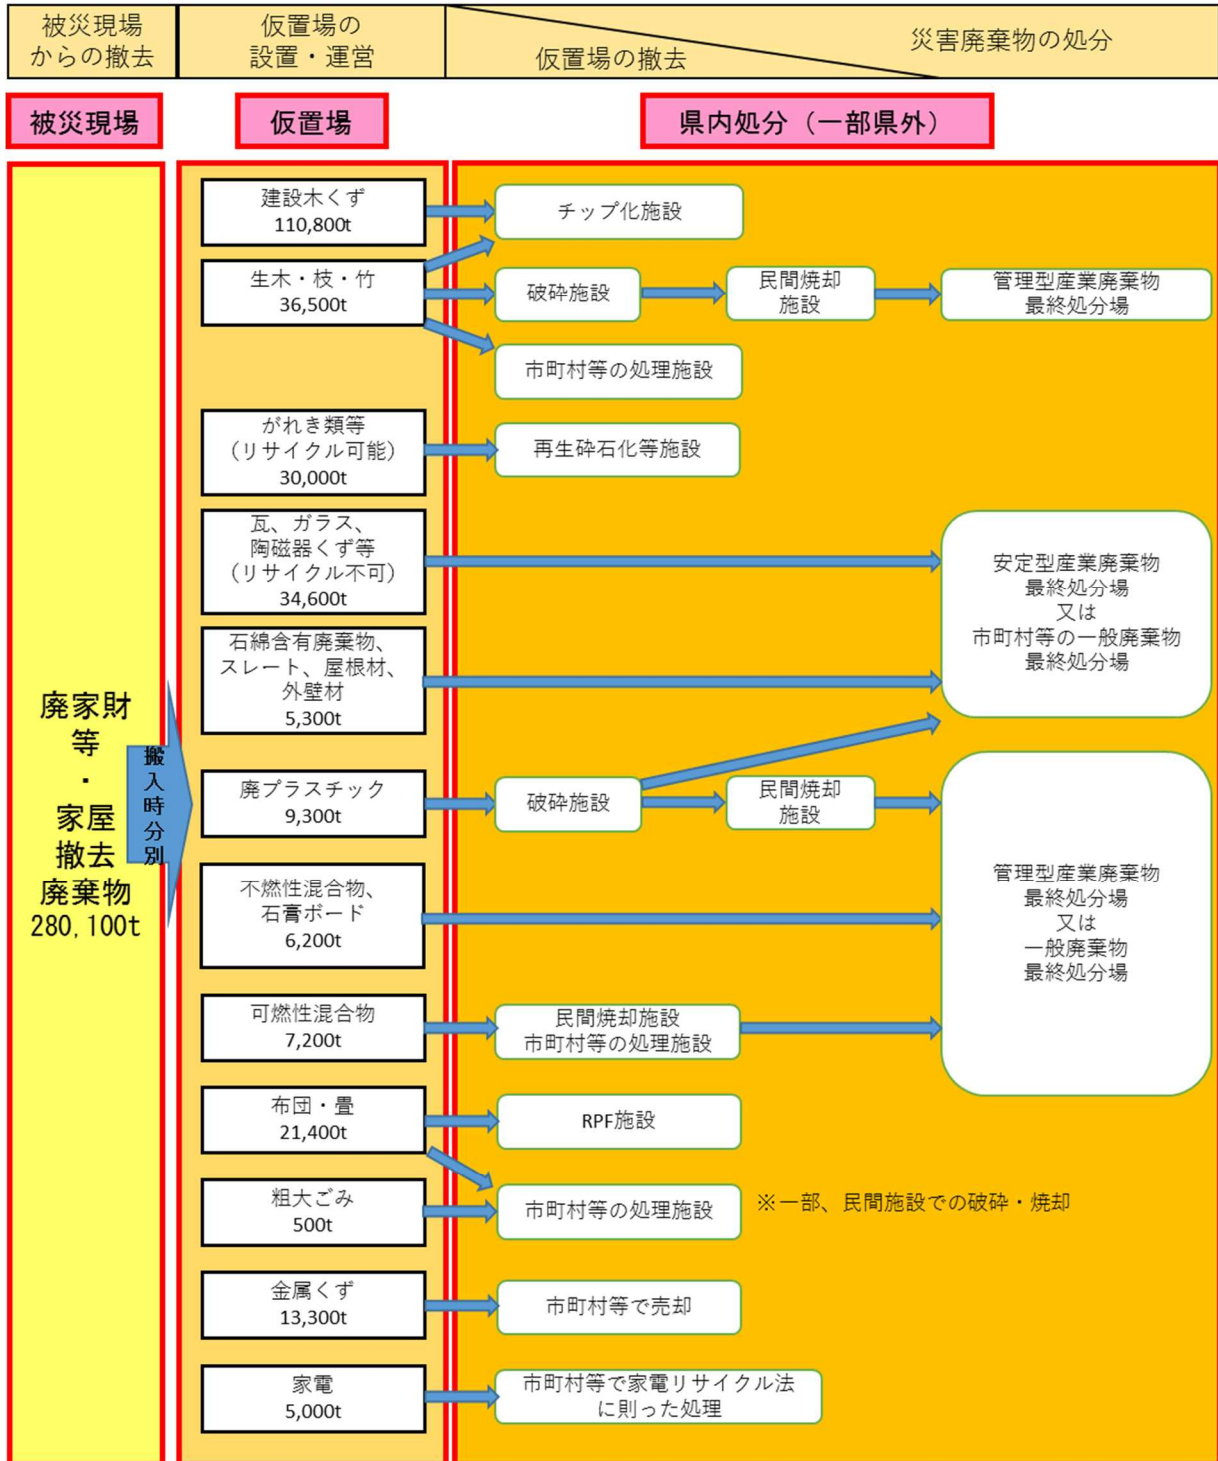 被災現場
からの撤去
仮置場の
設置・運営
仮置場の撤去
災害廃棄物の処分
被災現場
仮置場
県内処分（一部県外）
廃家財
等
・
家屋
撤去
廃棄物
280,100t
搬
入
時
分
別
建設木くず
110,800t
チップ化施設
生木・枝・竹
36,500t
破砕施設
民間焼却
施設
管理型産業廃棄物
最終処分場
市町村等の処理施設
がれき類等
（リサイクル可能）
30,000t
再生砕石化等施設
瓦、ガラス、
陶磁器くず等
（リサイクル不可）
34,600t
安定型産業廃棄物
最終処分場
又は
市町村等の一般廃棄物
最終処分場
石綿含有廃棄物、
スレート、屋根材、
外壁材
5,300t
廃プラスチック
9,300t
破砕施設
民間焼却
施設
管理型産業廃棄物
最終処分場
又は
一般廃棄物
最終処分場
不燃性混合物、
石膏ボード
6,200t
可燃性混合物
7,200t
民間焼却施設
市町村等の処理施設
布団・畳
21,400t
RPF施設
粗大ごみ
500t
市町村等の処理施設
※一部、民間施設での破砕・焼却
金属くず
13,300t
市町村等で売却
家電
5,000t
市町村等で家電リサイクル法
に則った処理